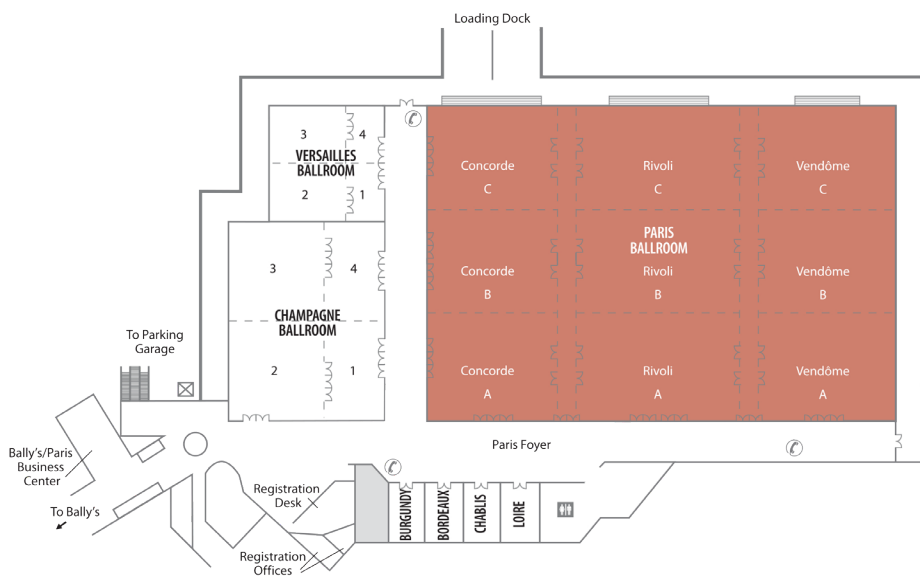 Loading Dock
3
4
VERSAILLES
BALLROOM
2
1
Concorde
C
Rivoli
C
Vendôme
C
PARIS
BALLROOM
3
4
Concorde
B
Rivoli
B
Vendôme
B
CHAMPAGNE
BALLROOM
To Parking
Garage
2
1
Concorde
A
Rivoli
A
Vendôme
A
Paris Foyer
Bally's/Paris
Business
Center
To Bally's
Registration
Desk
BURGUNDY
BORDEAUX
CHABLIS
LOIRE
Registration
Offices